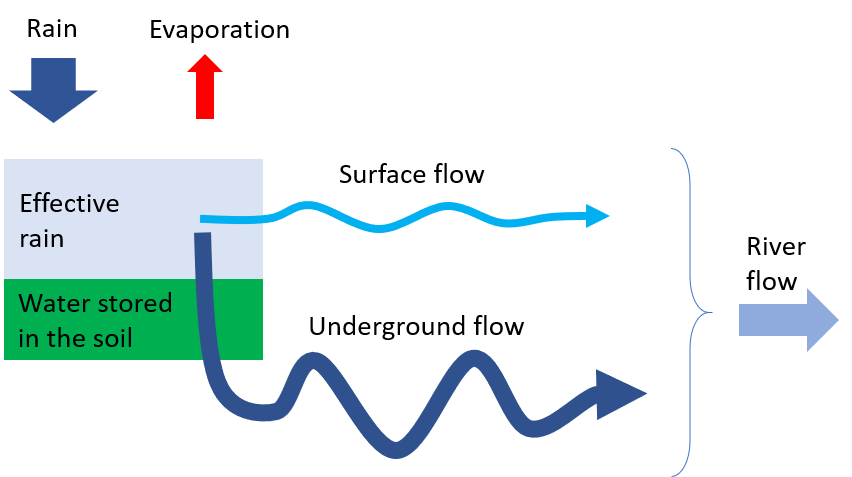 Rain
Evaporation
Surface flow
Effective
rain
River
flow
Water stored
in the soil
Underground flow